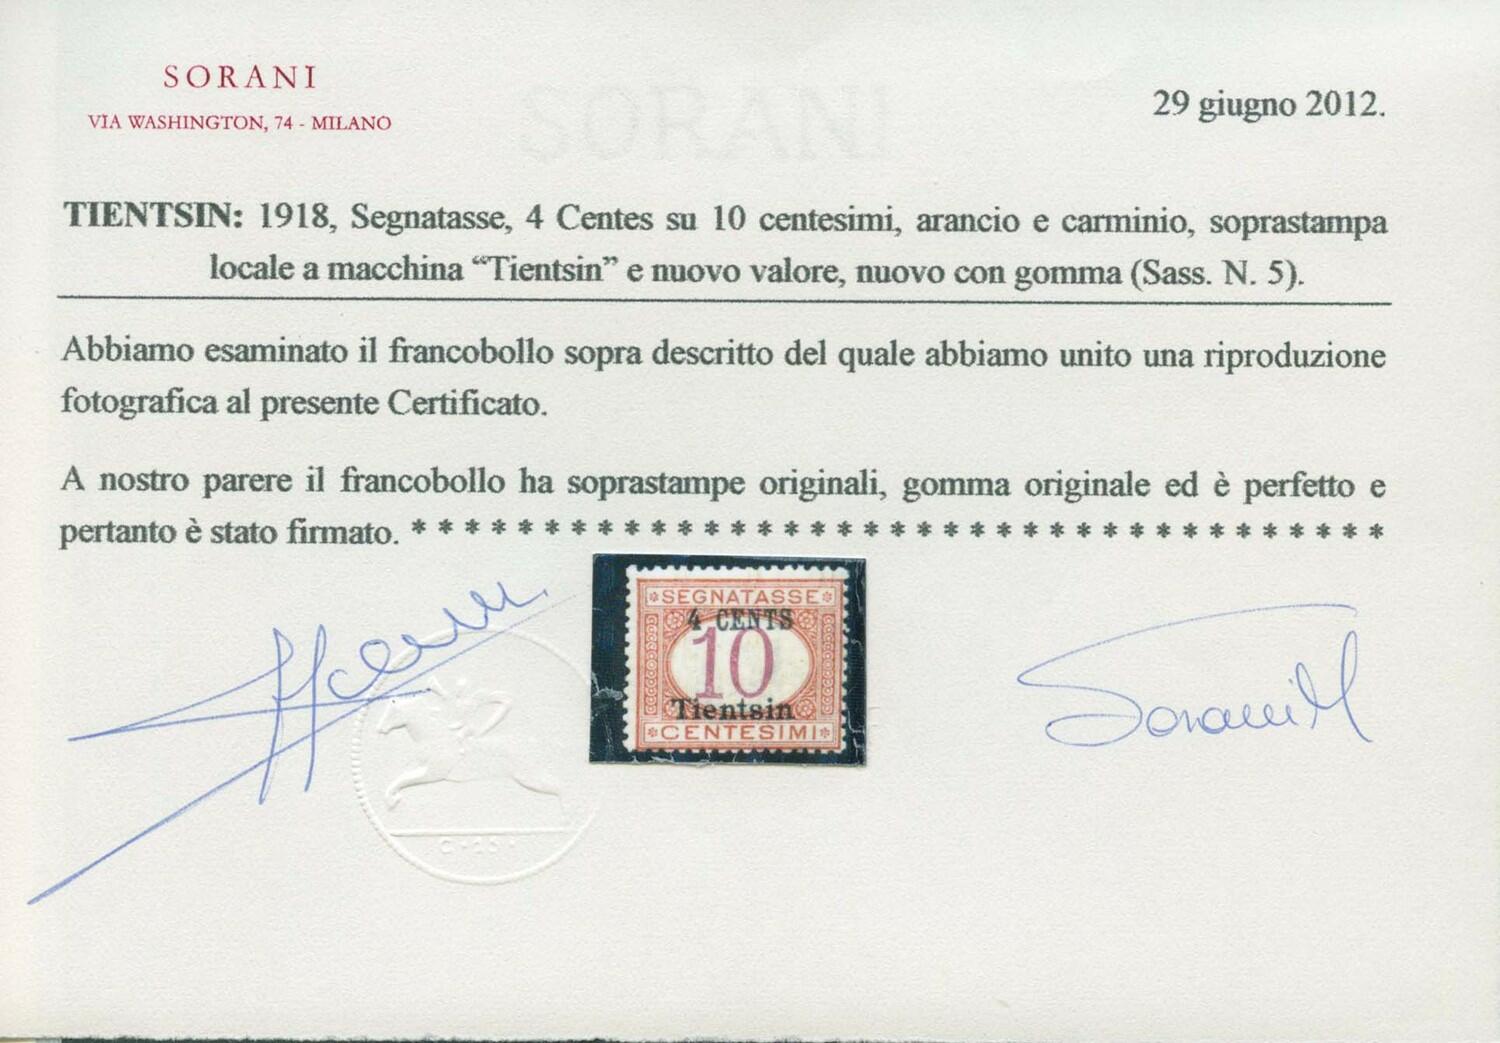 SORANI
VIA WASHINGTON, 74 - MILANO
29 giugno 2012.
SORANI
TIENTSIN: 1918, Segnatasse, 4 Centes su 10 centesimi, arancio e carminio, soprastampa
locale a macchina “Tientsin” e nuovo valore, nuovo con gomma (Sass. N. 5).
Abbiamo esaminato il francobollo sopra descritto del quale abbiamo unito una riproduzione
fotografica al presente Certificato.
A nostro parere il francobollo ha soprastampe originali, gomma originale ed è perfetto e
pertanto è stato firmato. * * * * * * * * * * * * * * * * * * * * * * * * * * * * * * * * * * * * *
*SEGNATASSE*
4 CENTS
10
Tientsin
*CENTESIMI*
Sorani M